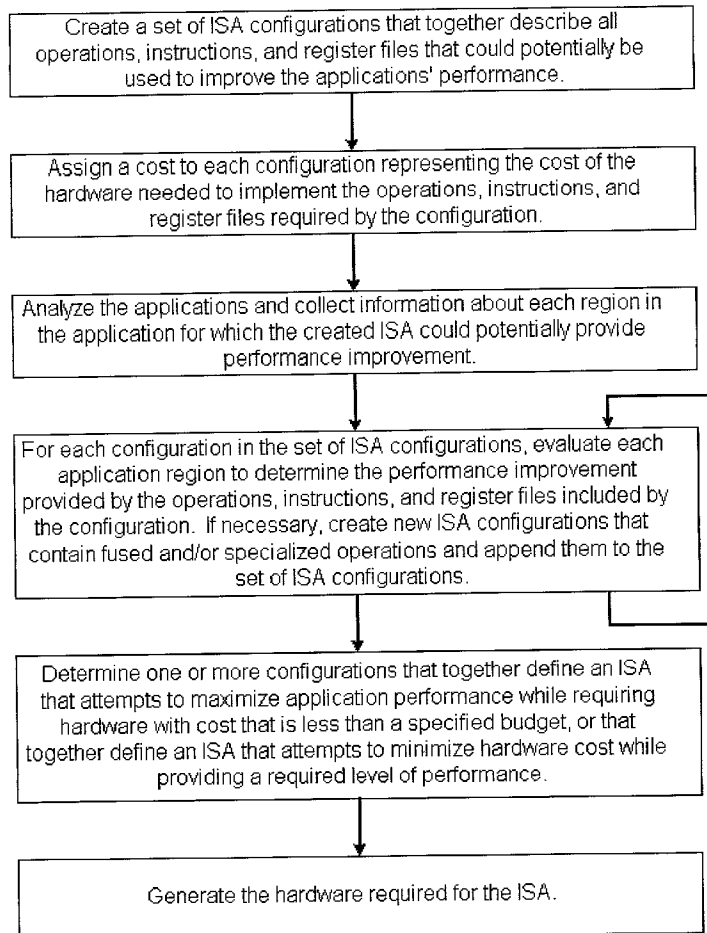 Create a set of ISA configurations that together describe all
operations, instructions, and register files that could potentially be
used to improve the applications' performance.
Assign a cost to each configuration representing the cost of the
hardware needed to implement the operations, instructions, and
register files required by the configuration.
Analyze the applications and collect information about each region in
the application for which the created ISA could potentially provide
performance improvement.
For each configuration in the set of ISA configurations, evaluate each
application region to determine the performance improvement
provided by the operations, instructions, and register files included by
the configuration. If necessary, create new ISA configurations that
contain fused and/or specialized operations and append them to the
set of ISA configurations.
Determine one or more configurations that together define an ISA
that attempts to maximize application performance while requiring
hardware with cost that is less than a specified budget, or that
together define an ISA that attempts to minimize hardware cost while
providing a required level of performance.
Generate the hardware required for the ISA.